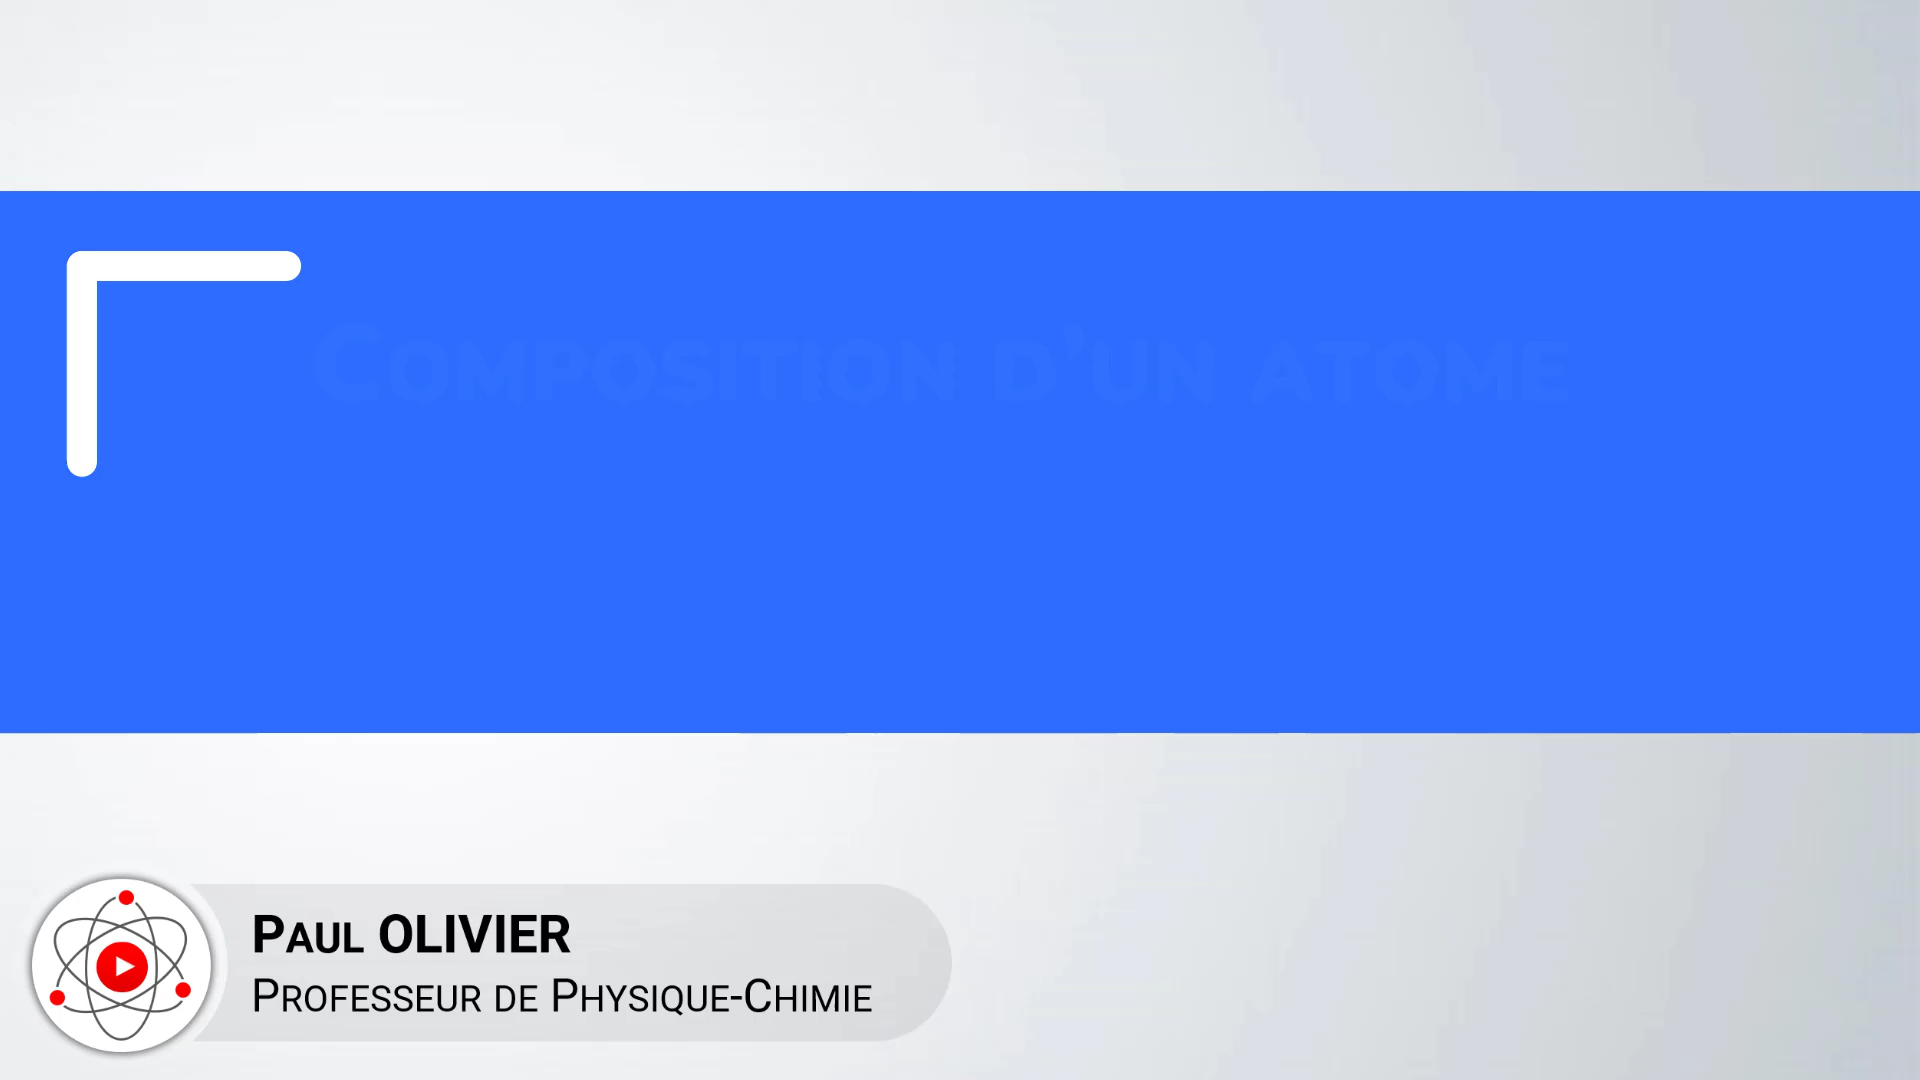 Composition d’un atome
Paul OLIVIER
Professeur de Physique-Chimie